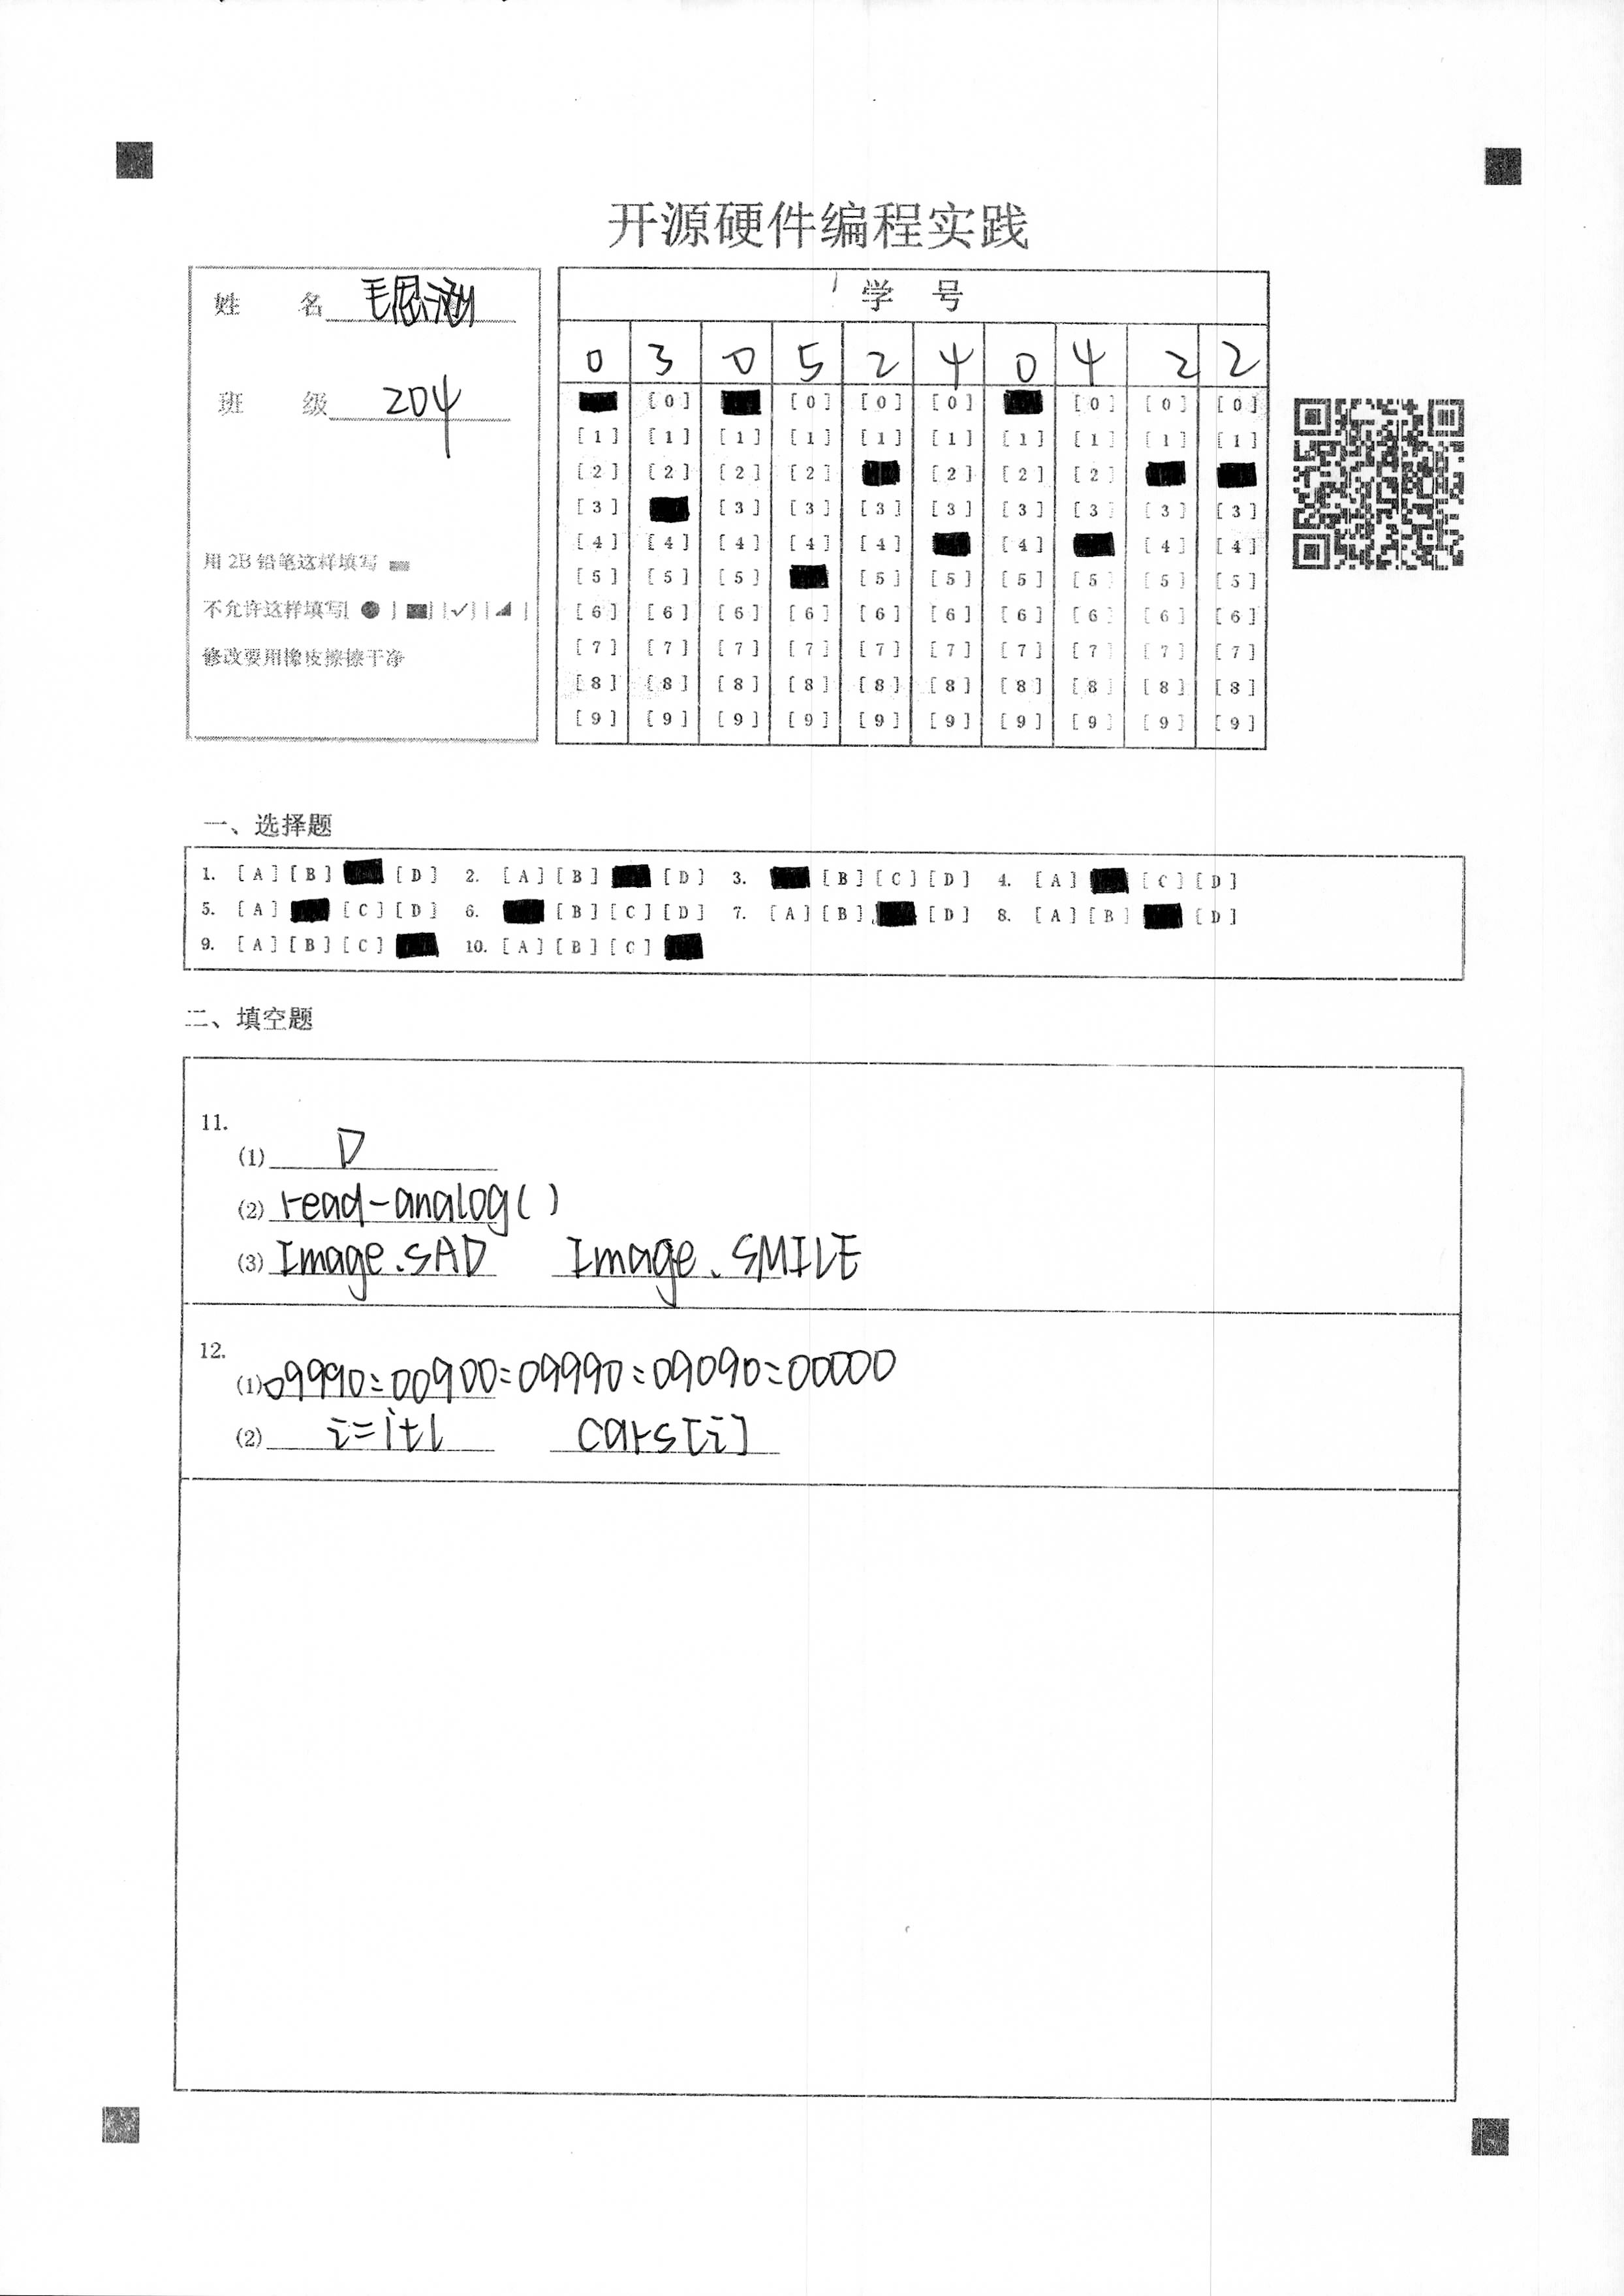 开源硬件编程实践
姓 名 毛思涵
班 级 204
用 2B 铅笔这样填写
不允许这样填写[ ● ] [■] [✓] [◢ ]
修改要用橡皮擦擦干净
学 号
0 3 0 5 2 4 0 4 2 2
[0] [0] [0] [0] [0] [0] [0]
[1] [1] [1] [1] [1] [1] [1] [1] [1] [1]
[2] [2] [2] [2] [2] [2] [2]
[3] [3] [3] [3] [3] [3] [3] [3] [3]
[4] [4] [4] [4] [4] [4] [4] [4]
[5] [5] [5] [5] [5] [5] [5] [5] [5]
[6] [6] [6] [6] [6] [6] [6] [6] [6] [6]
[7] [7] [7] [7] [7] [7] [7] [7] [7] [7]
[8] [8] [8] [8] [8] [8] [8] [8] [8] [8]
[9] [9] [9] [9] [9] [9] [9] [9] [9] [9]
一、选择题
1. [A] [B] [D] 2. [A] [B] [D] 3. [B] [C] [D] 4. [A] [C] [D]
5. [A] [C] [D] 6. [B] [C] [D] 7. [A] [B] [D] 8. [A] [B] [D]
9. [A] [B] [C] 10. [A] [B] [C]
二、填空题
11.
(1) D
(2) read-analog()
(3) Image.SAD Image.SMILE
12.
(1) 09990:00900:09990:09090:00000
(2) i=i+1 cars[i]